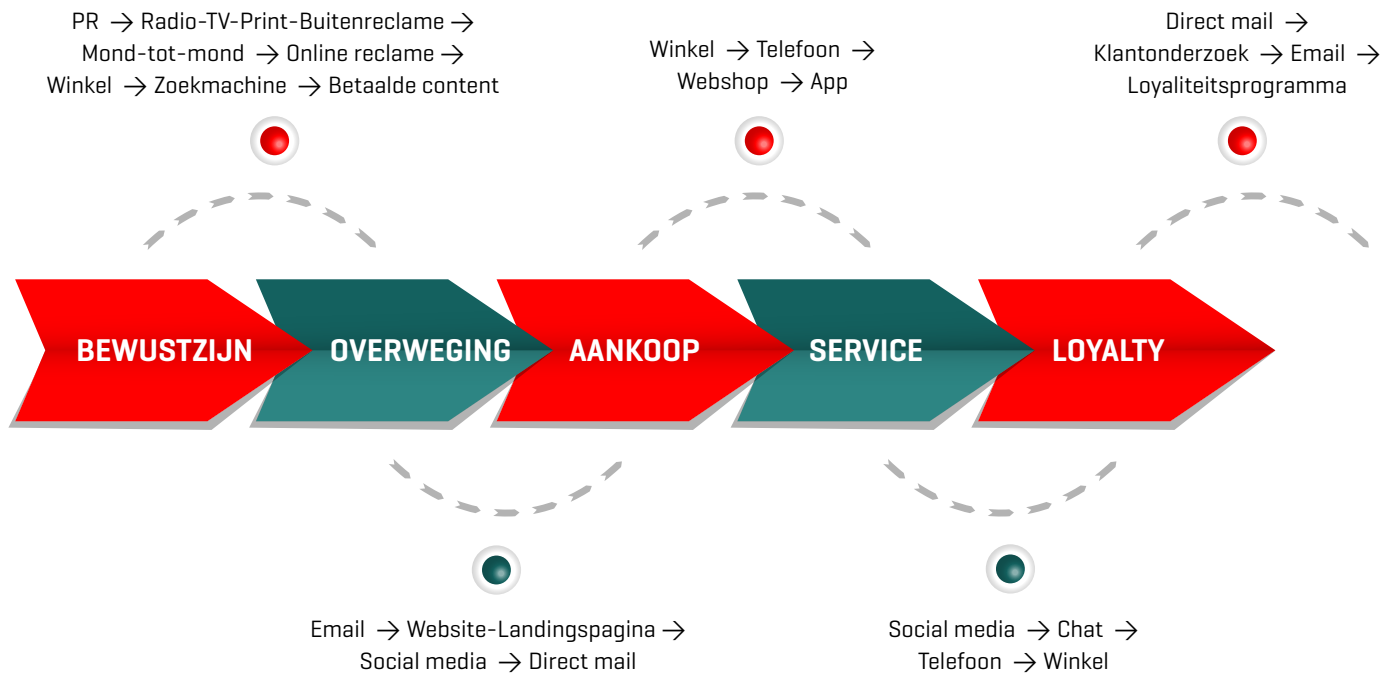 PR → Radio-TV-Print-Buitenreclame →
Mond-tot-mond → Online reclame →
Winkel → Zoekmachine → Betaalde content
Winkel → Telefoon →
Webshop → App
Direct mail →
Klantonderzoek → Email →
Loyaliteitsprogramma
BEWUSTZIJN
OVERWEGING
AANKOOP
SERVICE
LOYALTY
Email → Website-Landingspagina →
Social media → Direct mail
Social media → Chat →
Telefoon → Winkel